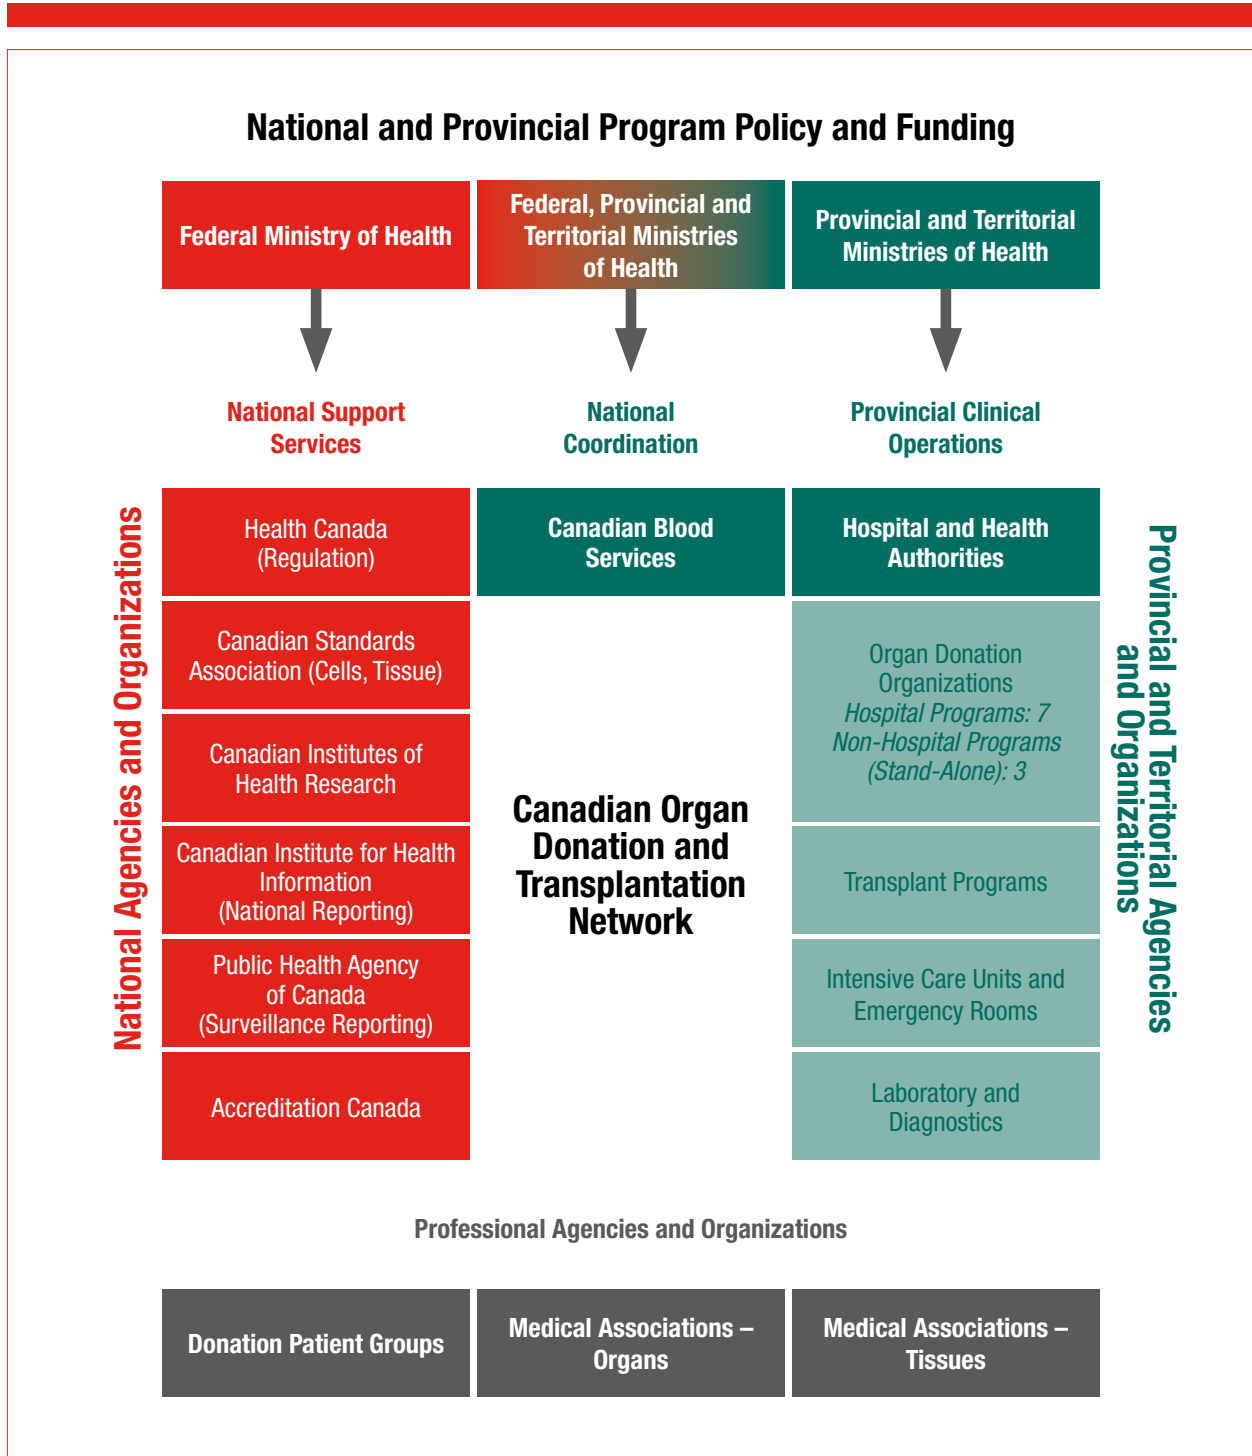 National and Provincial Program Policy and Funding
Federal Ministry of Health
Federal, Provincial and
Territorial Ministries
of Health
Provincial and Territorial
Ministries of Health
National Support
Services
National
Coordination
Provincial Clinical
Operations
National Agencies and Organizations
Health Canada
(Regulation)
Canadian Standards
Association (Cells, Tissue)
Canadian Institutes of
Health Research
Canadian Institute for Health
Information
(National Reporting)
Public Health Agency
of Canada
(Surveillance Reporting)
Accreditation Canada
Canadian Blood
Services
Canadian Organ
Donation and
Transplantation
Network
Hospital and Health
Authorities
Organ Donation
Organizations
Hospital Programs: 7
Non-Hospital Programs
(Stand-Alone): 3
Transplant Programs
Intensive Care Units and
Emergency Rooms
Laboratory and
Diagnostics
Provincial and Territorial Agencies
and Organizations
Professional Agencies and Organizations
Donation Patient Groups
Medical Associations –
Organs
Medical Associations –
Tissues